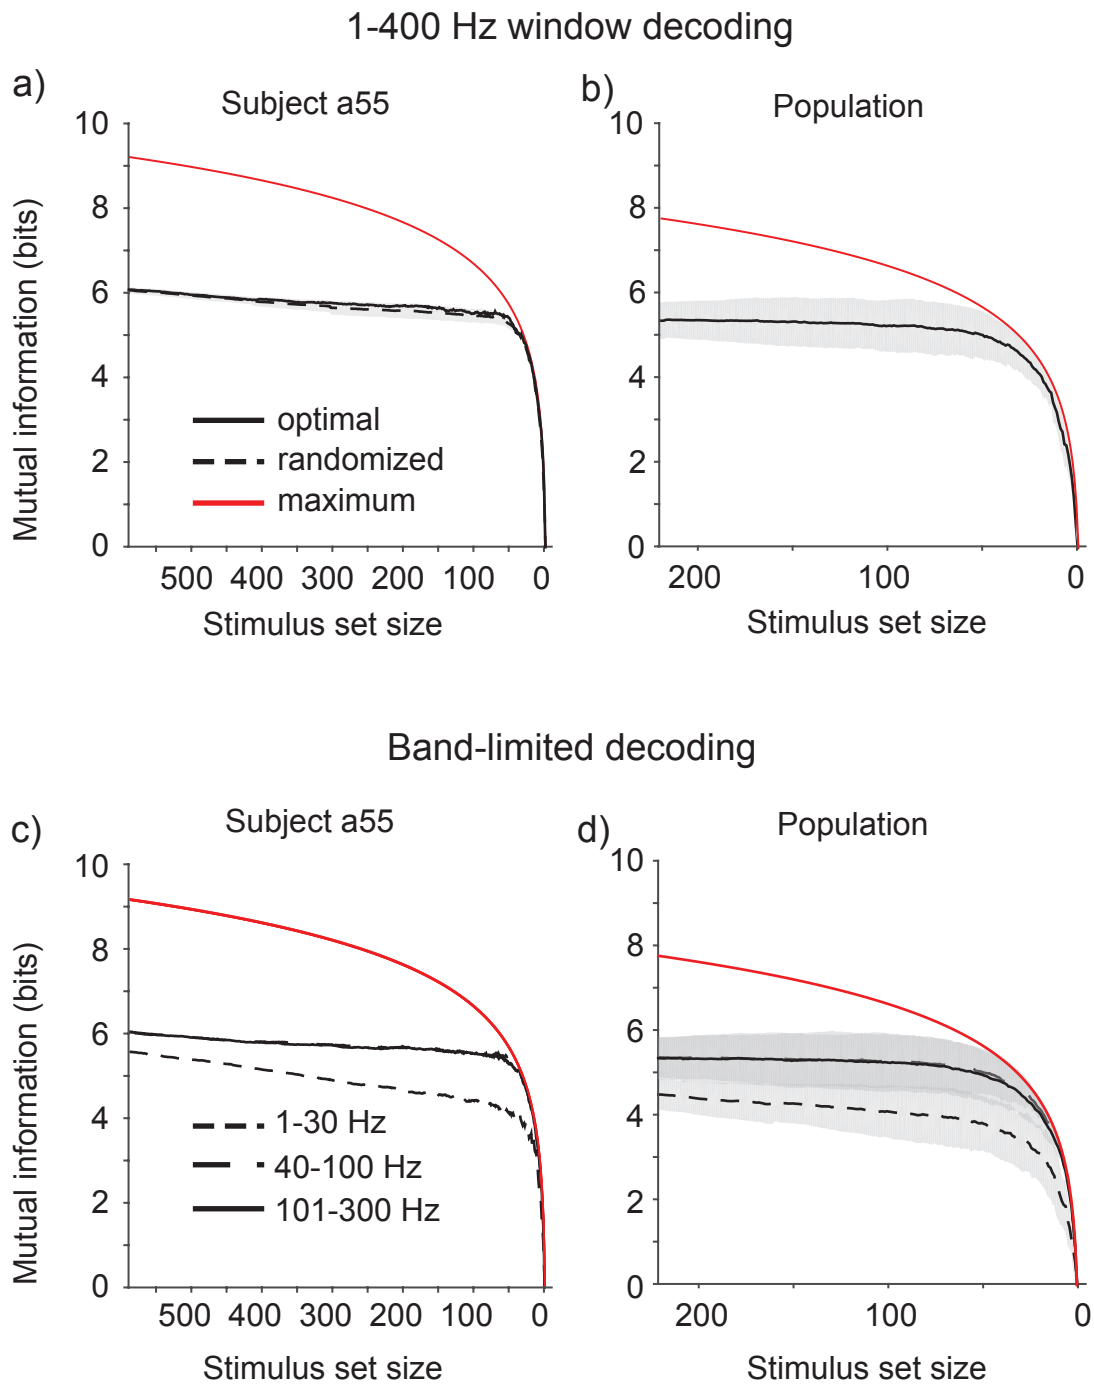 1-400 Hz window decoding
a)
Subject a55
b)
Population
10
8
6
4
2
0
Mutual information (bits)
optimal
randomized
maximum
500 400 300 200 100 0
Stimulus set size
10
8
6
4
2
0
200 100 0
Stimulus set size
Band-limited decoding
c)
Subject a55
d)
Population
10
8
6
4
2
0
Mutual information (bits)
1-30 Hz
40-100 Hz
101-300 Hz
500 400 300 200 100 0
Stimulus set size
10
8
6
4
2
0
200 100 0
Stimulus set size